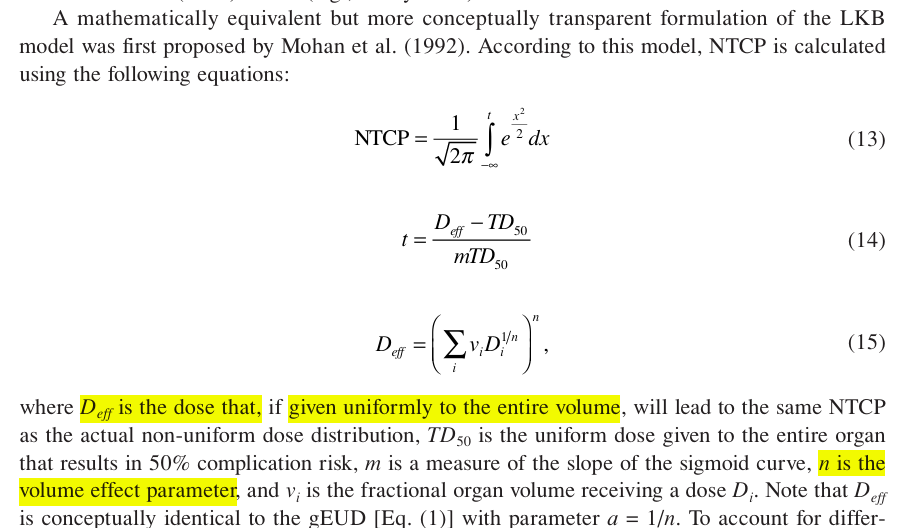 A mathematically equivalent but more conceptually transparent formulation of the LKB
model was first proposed by Mohan et al. (1992). According to this model, NTCP is calculated
using the following equations:
NTCP = \frac{1}{\sqrt{2\pi}} \int_{-\infty}^{t} e^{\frac{x^2}{2}} dx (13)
t = \frac{D_{eff} - TD_{50}}{mTD_{50}} (14)
D_{eff} = \left( \sum_i v_i D_i^{1/n} \right)^n, (15)
where D_{eff} is the dose that, if given uniformly to the entire volume, will lead to the same NTCP
as the actual non-uniform dose distribution, TD_{50} is the uniform dose given to the entire organ
that results in 50% complication risk, m is a measure of the slope of the sigmoid curve, n is the
volume effect parameter, and v_i is the fractional organ volume receiving a dose D_i. Note that D_{eff}
is conceptually identical to the gEUD [Eq. (1)] with parameter a = 1/n. To account for differ-